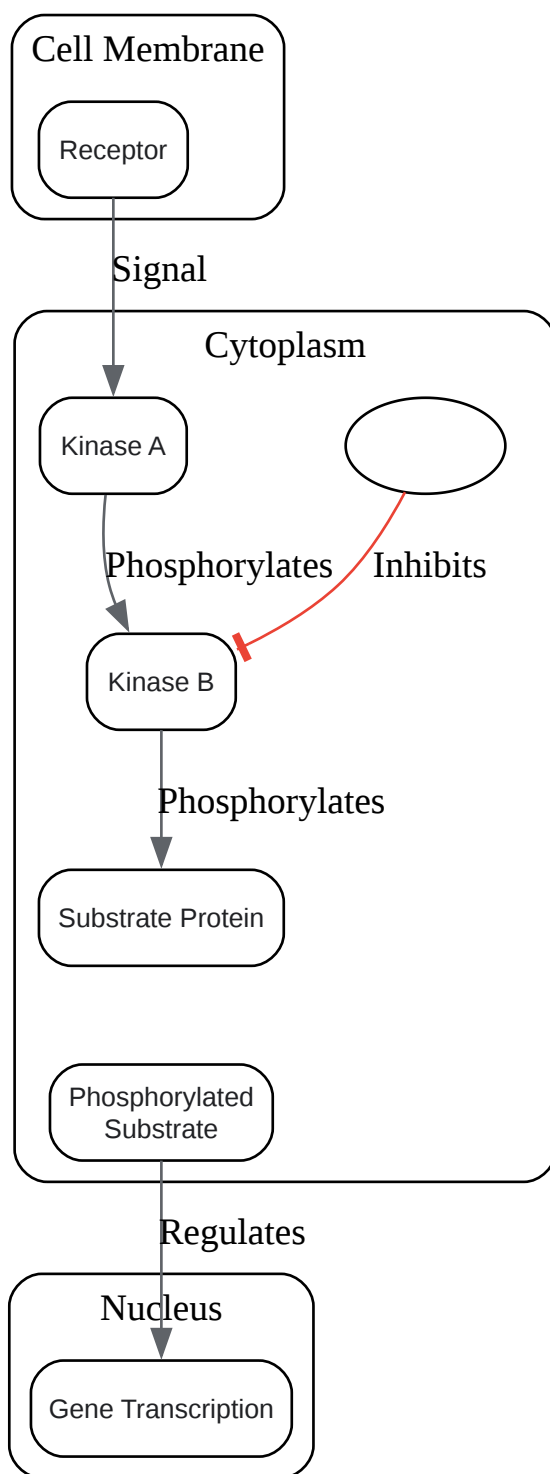 Cell Membrane
Receptor
Signal
Cytoplasm
Kinase A
Phosphorylates
Inhibits
Kinase B
Phosphorylates
Substrate Protein
Phosphorylated
Substrate
Regulates
Nucleus
Gene Transcription